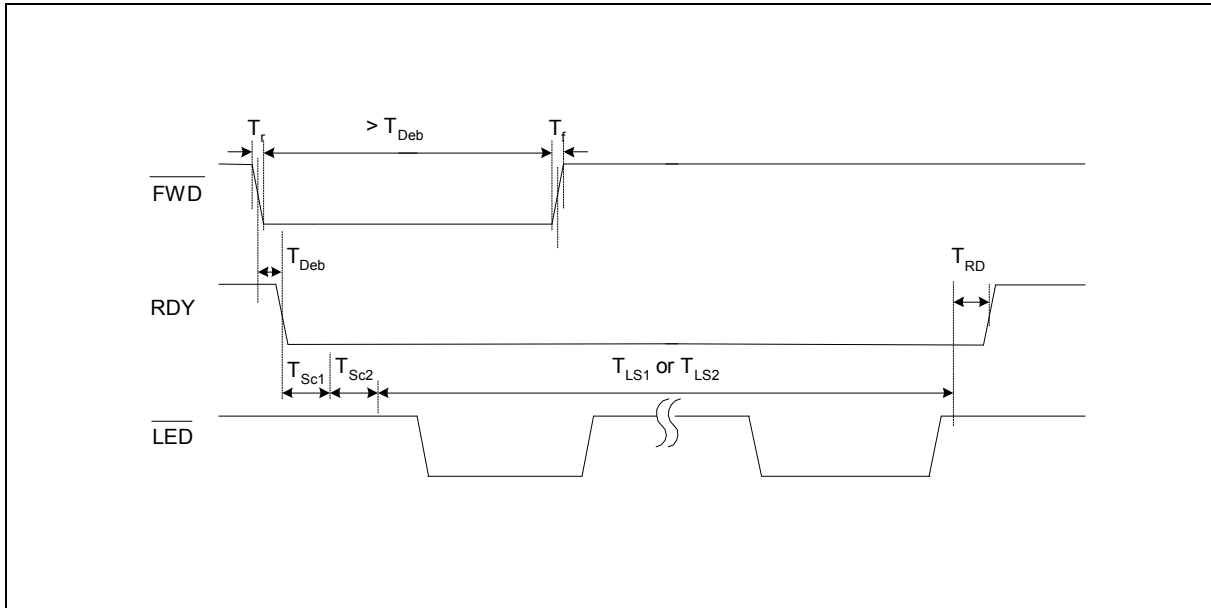 Tr
> TDeb
Tf
FWD
TDeb
TRD
RDY
TSc1
TSc2
TLS1 or TLS2
LED